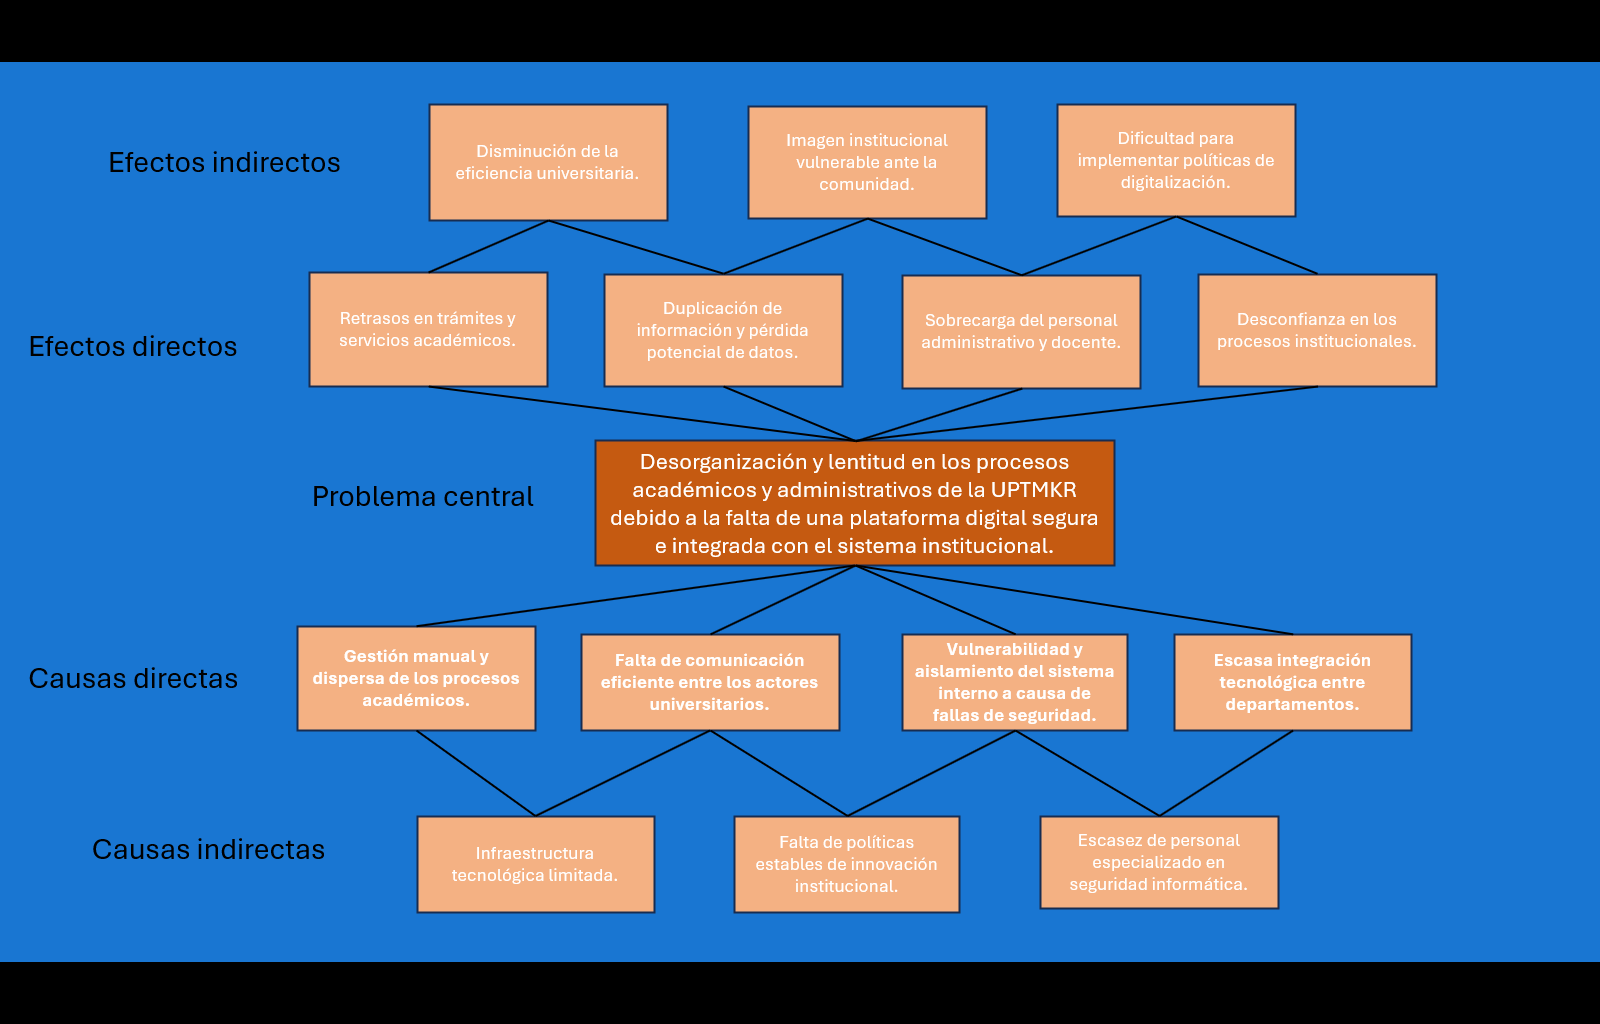 Efectos indirectos
Disminución de la
eficiencia universitaria.
Imagen institucional
vulnerable ante la
comunidad.
Dificultad para
implementar políticas de
digitalización.
Efectos directos
Retrasos en trámites y
servicios académicos.
Duplicación de
información y pérdida
potencial de datos.
Sobrecarga del personal
administrativo y docente.
Desconfianza en los
procesos institucionales.
Problema central
Desorganización y lentitud en los procesos
académicos y administrativos de la UPTMKR
debido a la falta de una plataforma digital segura
e integrada con el sistema institucional.
Causas directas
Gestión manual y
dispersa de los procesos
académicos.
Falta de comunicación
eficiente entre los actores
universitarios.
Vulnerabilidad y
aislamiento del sistema
interno a causa de
fallas de seguridad.
Escasa integración
tecnológica entre
departamentos.
Causas indirectas
Infraestructura
tecnológica limitada.
Falta de políticas
estables de innovación
institucional.
Escasez de personal
especializado en
seguridad informática.